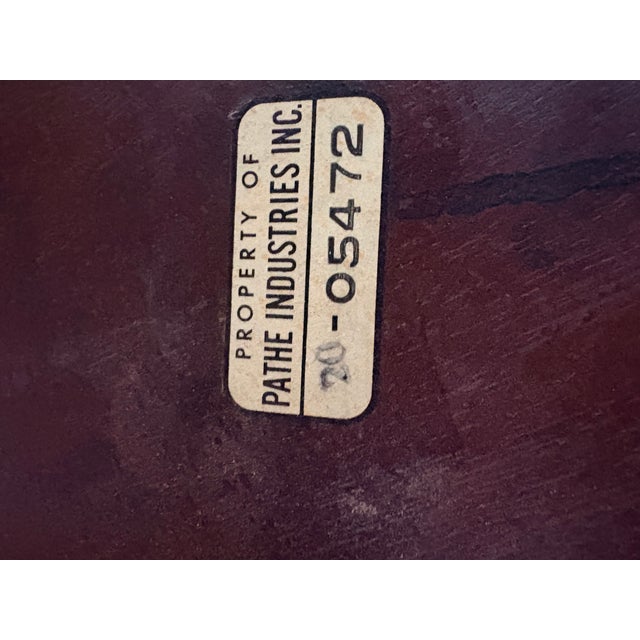 PROPERTY OF
PATHE INDUSTRIES INC.
20-05472